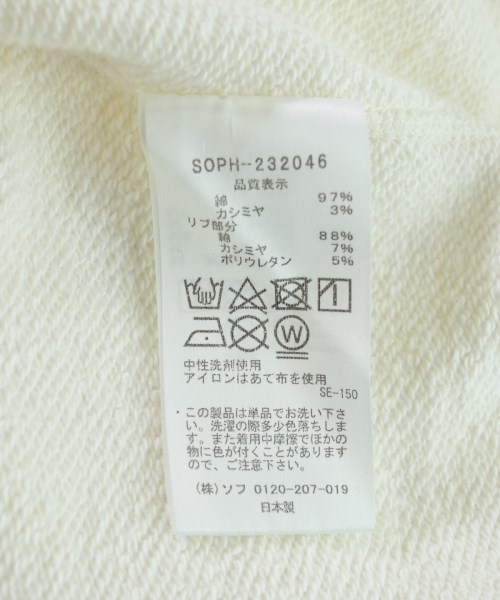 SOPH--232046
品質表示
綿 97%
カシミヤ 3%
リブ部分
綿 88%
カシミヤ 7%
ポリウレタン 5%
W
中性洗剤使用
アイロンはあて布を使用
SE-150
・この製品は単品でお洗い下さ
い。洗濯の際多少色落ちしま
す。また着用中摩擦でほかの
物に色が付くことがあります
ので、ご注意下さい。
(株)ソフ 0120-207-019
日本製